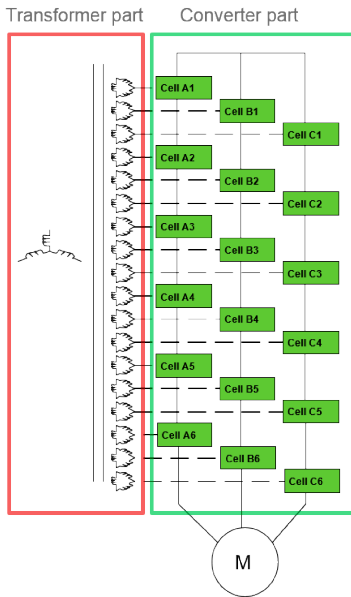 Transformer part Converter part
Cell A1
Cell B1
Cell C1
Cell A2
Cell B2
Cell C2
Cell A3
Cell B3
Cell C3
Cell A4
Cell B4
Cell C4
Cell A5
Cell B5
Cell C5
Cell A6
Cell B6
Cell C6
M